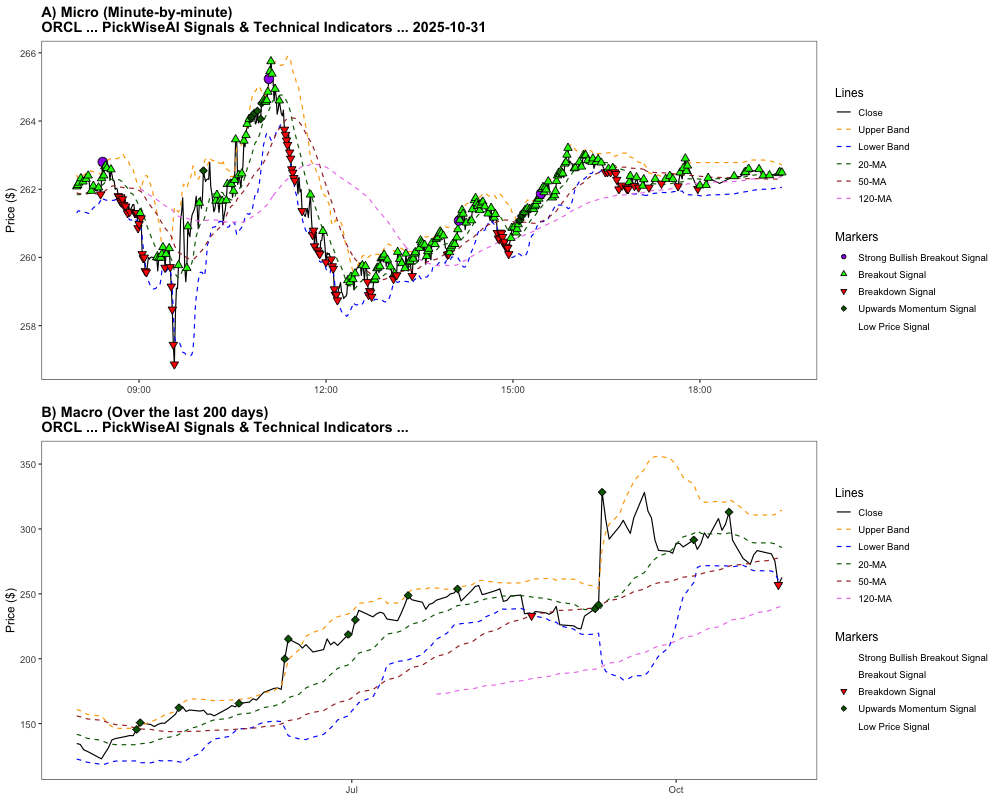 A) Micro (Minute-by-minute)
ORCL ... PickWiseAI Signals & Technical Indicators ... 2025-10-31
Price ($)
266
264
262
260
258
09:00
12:00
15:00
18:00
Lines
Close
Upper Band
Lower Band
20-MA
50-MA
120-MA
Markers
Strong Bullish Breakout Signal
Breakout Signal
Breakdown Signal
Upwards Momentum Signal
Low Price Signal
B) Macro (Over the last 200 days)
ORCL ... PickWiseAI Signals & Technical Indicators ...
Price ($)
350
300
250
200
150
Jul
Oct
Lines
Close
Upper Band
Lower Band
20-MA
50-MA
120-MA
Markers
Strong Bullish Breakout Signal
Breakout Signal
Breakdown Signal
Upwards Momentum Signal
Low Price Signal